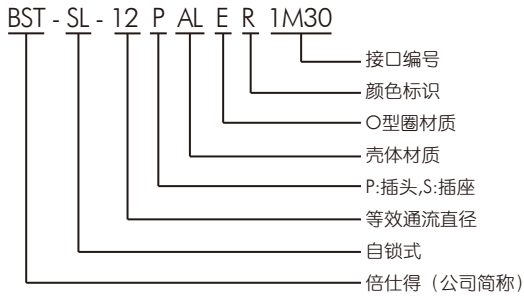 BST - SL - 12 P AL E R 1M30
接口编号
颜色标识
O型圈材质
壳体材质
P:插头,S:插座
等效通流直径
自锁式
倍仕得（公司简称）